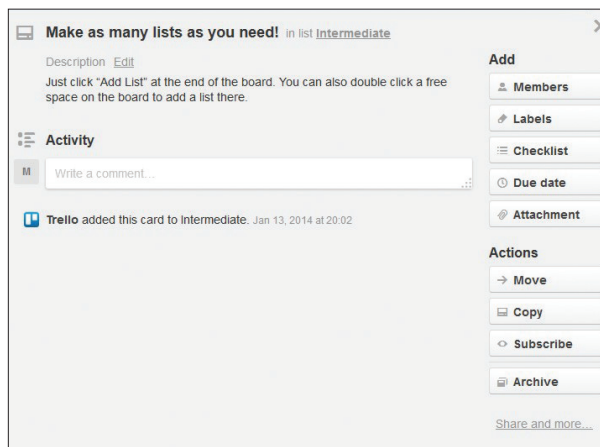 Make as many lists as you need! in list Intermediate
Description Edit
Just click “Add List” at the end of the board. You can also double click a free
space on the board to add a list there.
Activity
M
Write a comment...
Trello added this card to Intermediate. Jan 13, 2014 at 20:02
Add
Members
Labels
Checklist
Due date
Attachment
Actions
Move
Copy
Subscribe
Archive
Share and more...